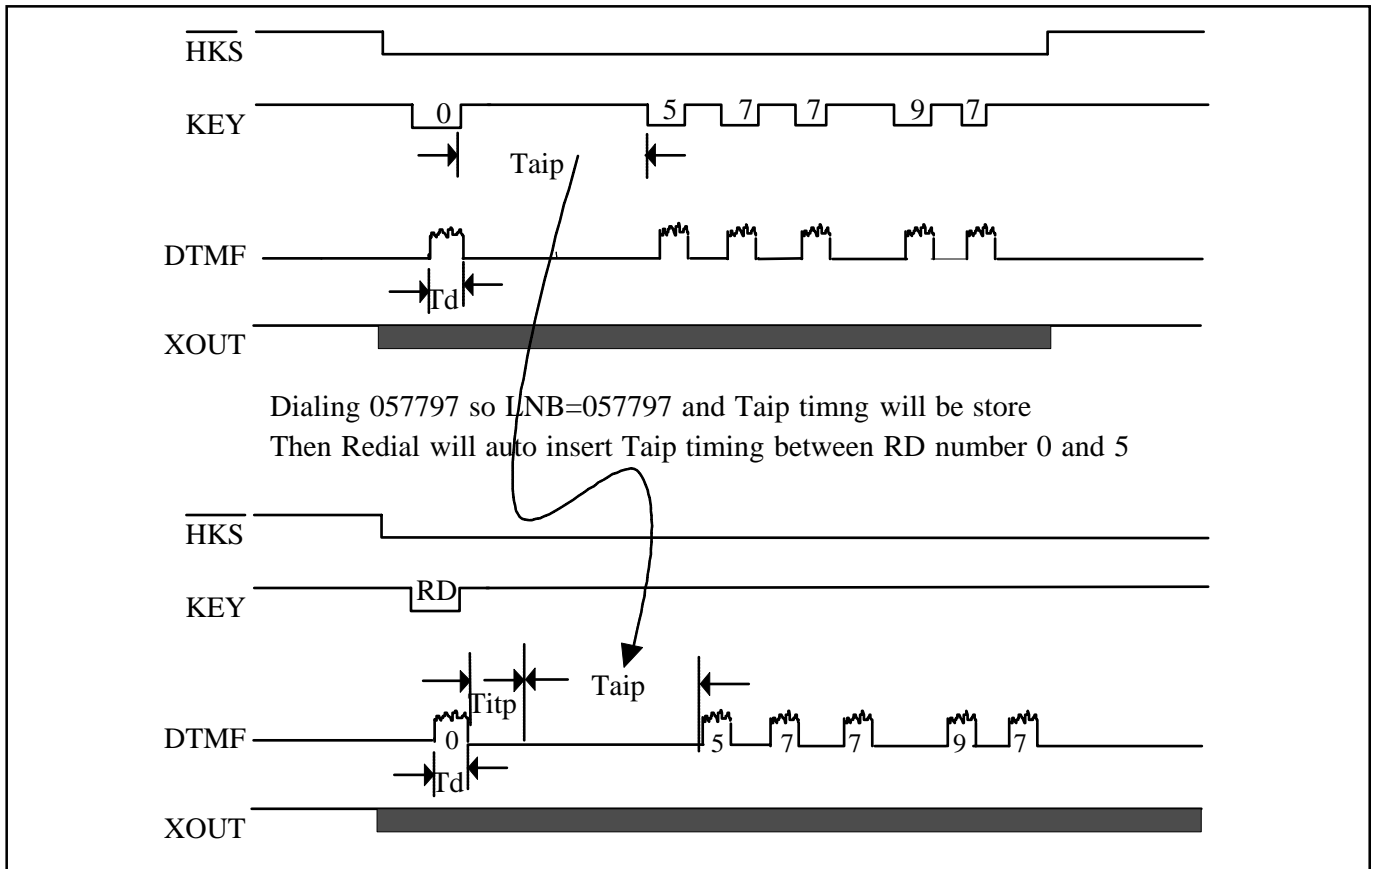 HKS
KEY 0 5 7 7 9 7
Taip
DTMF
Td
XOUT
Dialing 057797 so LNB=057797 and Taip timng will be store
Then Redial will auto insert Taip timing between RD number 0 and 5
HKS
KEY RD
Titp Taip
DTMF 0 5 7 7 9 7
Td
XOUT